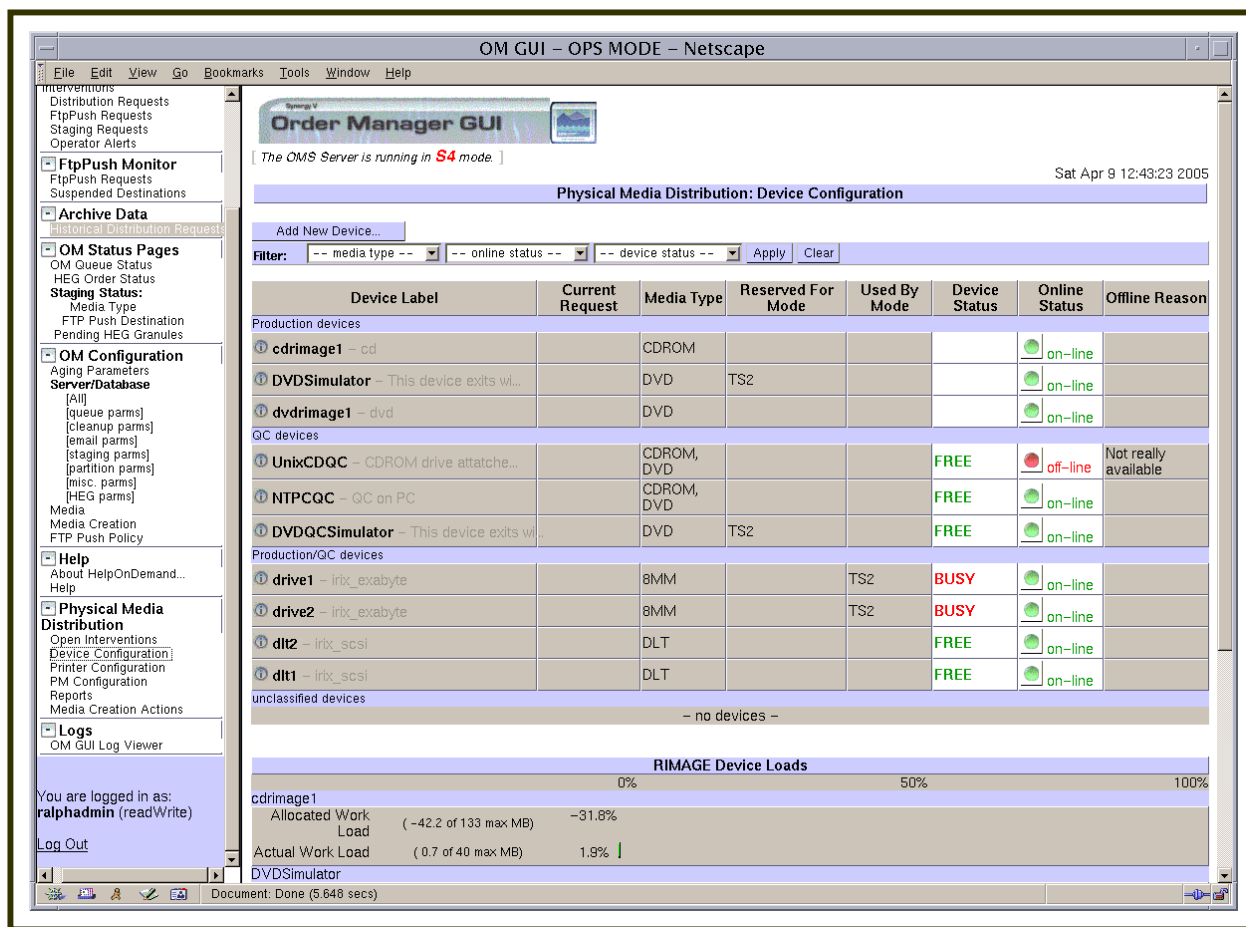 OM GUI – OPS MODE – Netscape
File Edit View Go Bookmarks Tools Window Help
Interventions
Distribution Requests
FtpPush Requests
Staging Requests
Operator Alerts
FtpPush Monitor
FtpPush Requests
Suspended Destinations
Archive Data
Historical Distribution Requests
OM Status Pages
OM Queue Status
HEG Order Status
Staging Status:
Media Type
FTP Push Destination
Pending HEG Granules
OM Configuration
Aging Parameters
Server/Database
[All]
[queue parms]
[cleanup parms]
[email parms]
[staging parms]
[partition parms]
[misc. parms]
[HEG parms]
Media
Media Creation
FTP Push Policy
Help
About HelpOnDemand...
Help
Physical Media
Distribution
Open Interventions
Device Configuration
Printer Configuration
PM Configuration
Reports
Media Creation Actions
Logs
OM GUI Log Viewer
You are logged in as:
ralphadmin (readWrite)
Log Out
Synergy V
Order Manager GUI
[ The OMS Server is running in S4 mode. ]
Sat Apr 9 12:43:23 2005
Physical Media Distribution: Device Configuration
Add New Device...
Filter: -- media type -- -- online status -- -- device status -- Apply Clear
Device Label Current Request Media Type Reserved For Mode Used By Mode Device Status Online Status Offline Reason
Production devices
cdrimage1 – cd CDROM on–line
DVDSimulator – This device exits wi... DVD TS2 on–line
dvdrimage1 – dvd DVD on–line
QC devices
UnixCDQC – CDROM drive attatche... CDROM, DVD FREE off–line Not really available
NTPCQC – QC on PC CDROM, DVD FREE on–line
DVDQCSimulator – This device exits wi... DVD TS2 FREE on–line
Production/QC devices
drive1 – irix_exabyte 8MM TS2 BUSY on–line
drive2 – irix_exabyte 8MM TS2 BUSY on–line
dlt2 – irix_scsi DLT FREE on–line
dlt1 – irix_scsi DLT FREE on–line
unclassified devices
– no devices –
RIMAGE Device Loads
0% 50% 100%
cdrimage1
Allocated Work Load ( –42.2 of 133 max MB) –31.8%
Actual Work Load ( 0.7 of 40 max MB) 1.9%
DVDSimulator
Document: Done (5.648 secs)